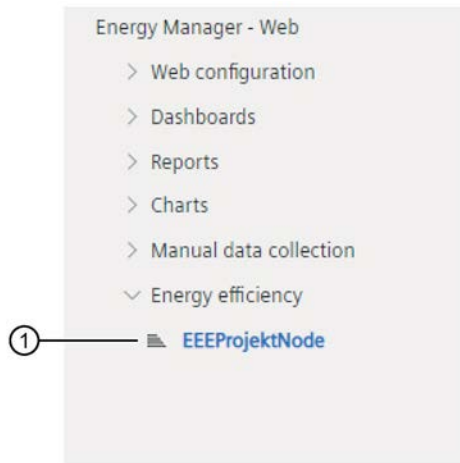 Energy Manager - Web
Web configuration
Dashboards
Reports
Charts
Manual data collection
Energy efficiency
1 EEEProjektNode